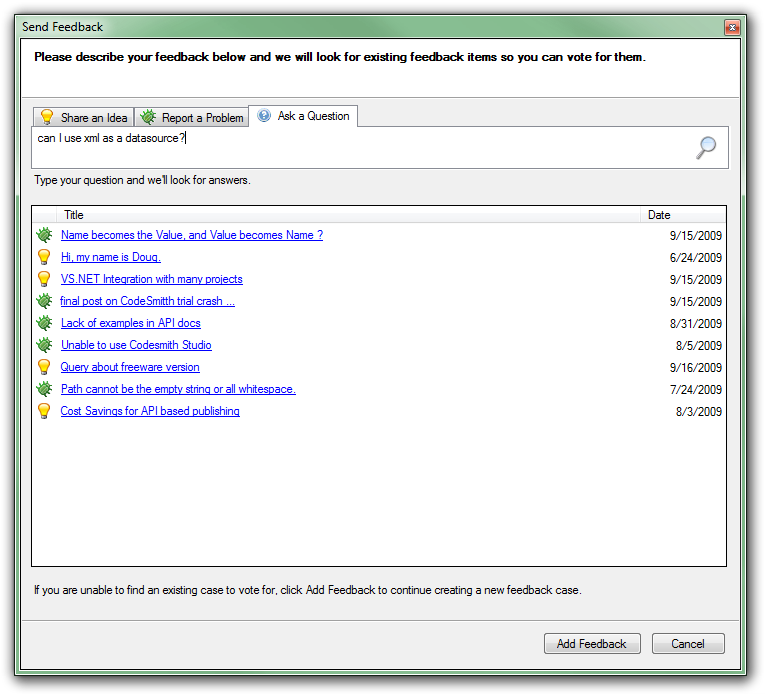 Send Feedback
Please describe your feedback below and we will look for existing feedback items so you can vote for them.
Share an Idea Report a Problem Ask a Question
can I use xml as a datasource?
Type your question and we'll look for answers.
Title Date
Name becomes the Value, and Value becomes Name ? 9/15/2009
Hi, my name is Doug. 6/24/2009
VS.NET Integration with many projects 9/15/2009
final post on CodeSmitth trial crash ... 9/15/2009
Lack of examples in API docs 8/31/2009
Unable to use Codesmith Studio 8/5/2009
Query about freeware version 9/16/2009
Path cannot be the empty string or all whitespace. 7/24/2009
Cost Savings for API based publishing 8/3/2009
If you are unable to find an existing case to vote for, click Add Feedback to continue creating a new feedback case.
Add Feedback Cancel